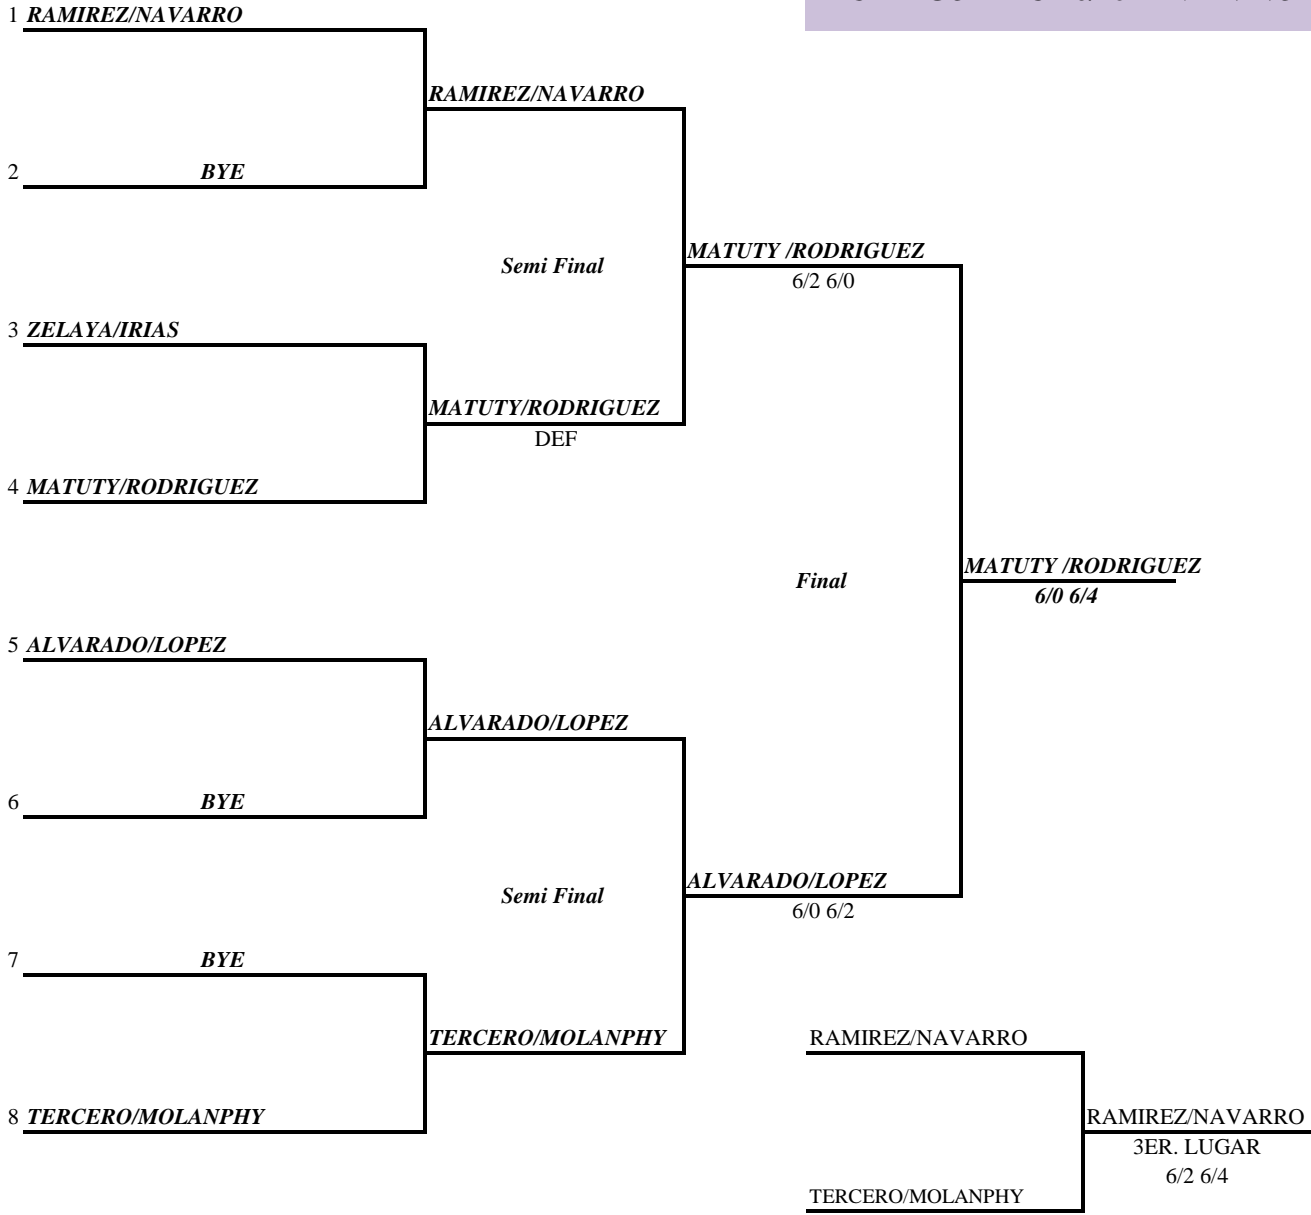 1 RAMIREZ/NAVARRO
RAMIREZ/NAVARRO
2 BYE
Semi Final
MATUTY /RODRIGUEZ
6/2 6/0
3 ZELAYA/IRIAS
MATUTY/RODRIGUEZ
DEF
4 MATUTY/RODRIGUEZ
Final
MATUTY /RODRIGUEZ
6/0 6/4
5 ALVARADO/LOPEZ
ALVARADO/LOPEZ
6 BYE
Semi Final
ALVARADO/LOPEZ
6/0 6/2
7 BYE
TERCERO/MOLANPHY
8 TERCERO/MOLANPHY
RAMIREZ/NAVARRO
RAMIREZ/NAVARRO
3ER. LUGAR
6/2 6/4
TERCERO/MOLANPHY